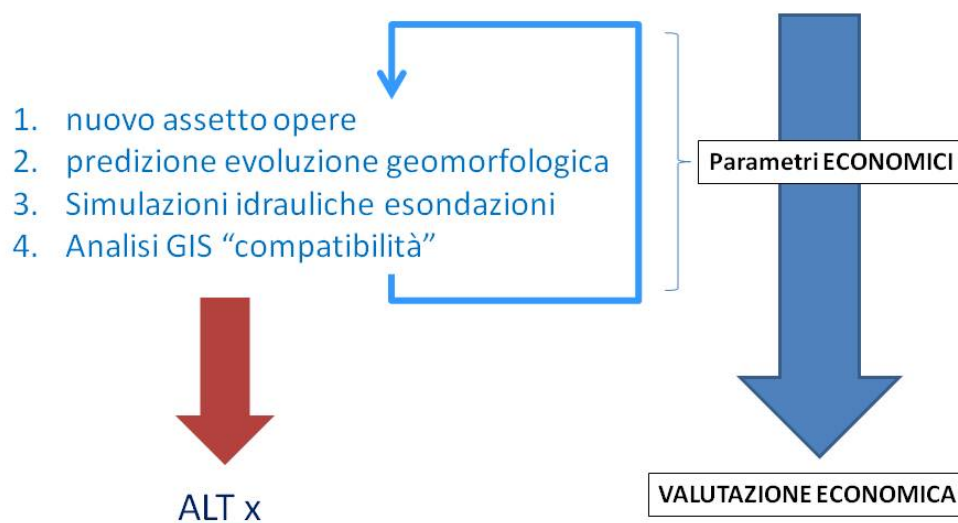 1. nuovo assetto opere
2. predizione evoluzione geomorfologica
3. Simulazioni idrauliche esondazioni
4. Analisi GIS “compatibilità”
Parametri ECONOMICI
ALT x
VALUTAZIONE ECONOMICA